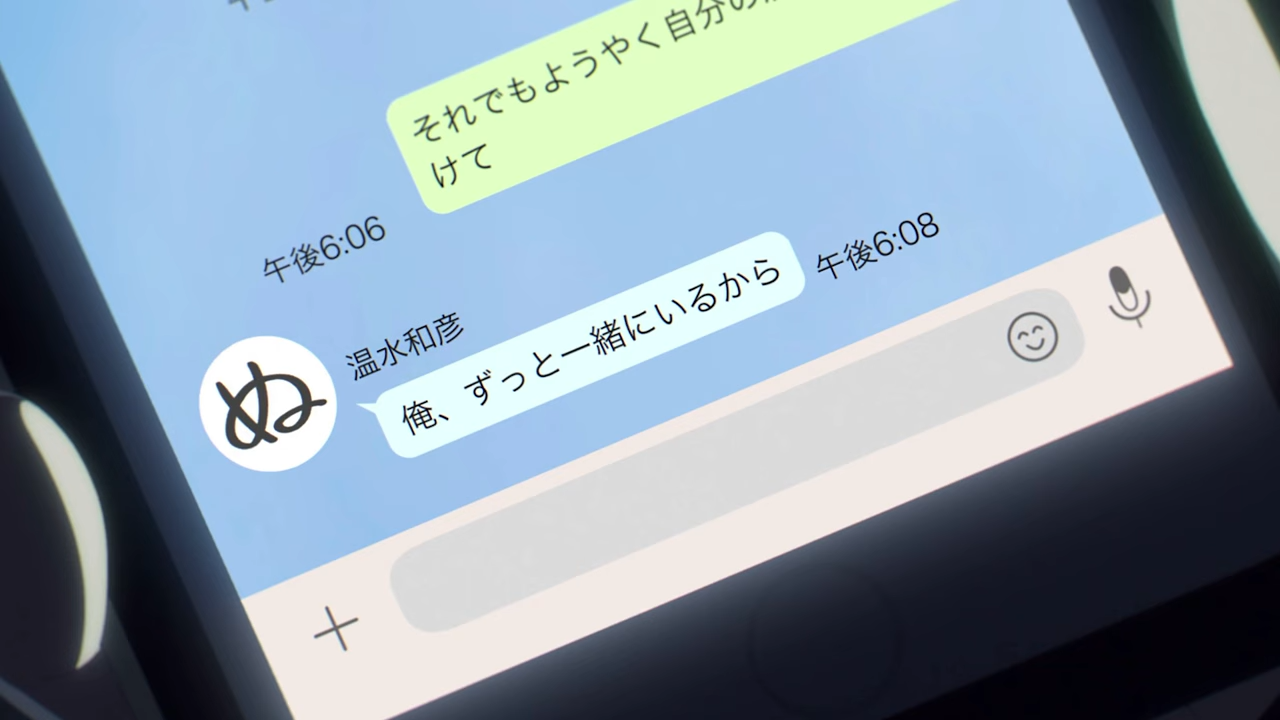 それでもようやく自分の
けて
午後6:06
温水和彦
ぬ
俺、ずっと一緒にいるから
午後6:08